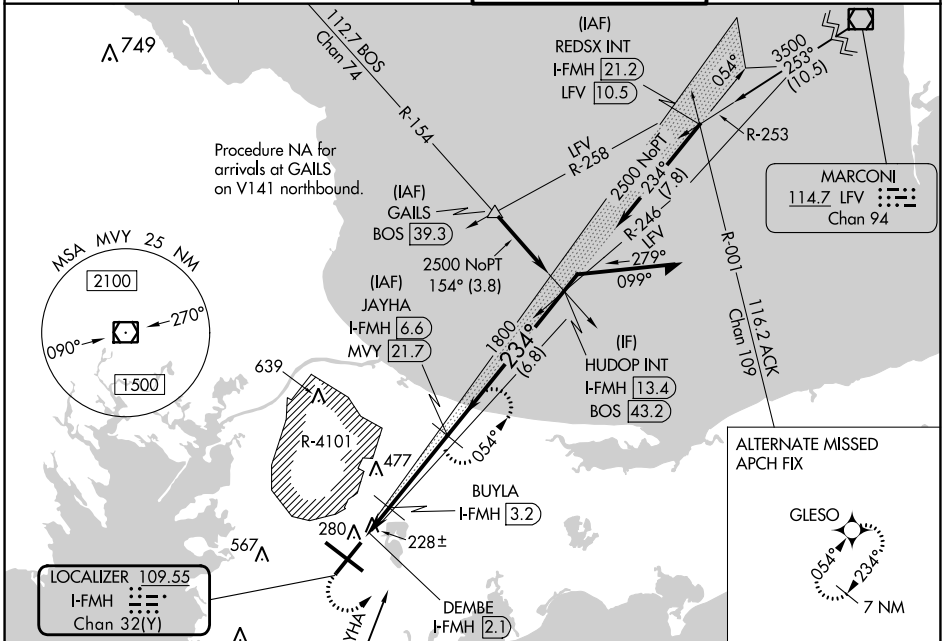 749
112.7 BOS
Chan 74
R-154
(IAF)
REDSX INT
I-FMH 21.2
LFV 10.5
054°
3500
253°
(10.5)
R-253
LFV
R-258
2500 NoPT
234°
(7.8)
R-246
LFV
MARCONI
114.7 LFV
Chan 94
Procedure NA for
arrivals at GAILS
on V141 northbound.
(IAF)
GAILS
BOS 39.3
2500 NoPT
154° (3.8)
279°
099°
R-001
116.2 ACK
Chan 109
MSA MVY 25 NM
2100
090°
270°
1500
(IAF)
JAYHA
I-FMH 6.6
MVY 21.7
1800
234°
(6.8)
(IF)
HUDOP INT
I-FMH 13.4
BOS 43.2
054°
639
R-4101
477
BUYLA
I-FMH 3.2
280
228±
567
DEMBE
I-FMH 2.1
LOCALIZER 109.55
I-FMH
Chan 32(Y)
YHA
ALTERNATE MISSED
APCH FIX
GLESO
054°
234°
7 NM